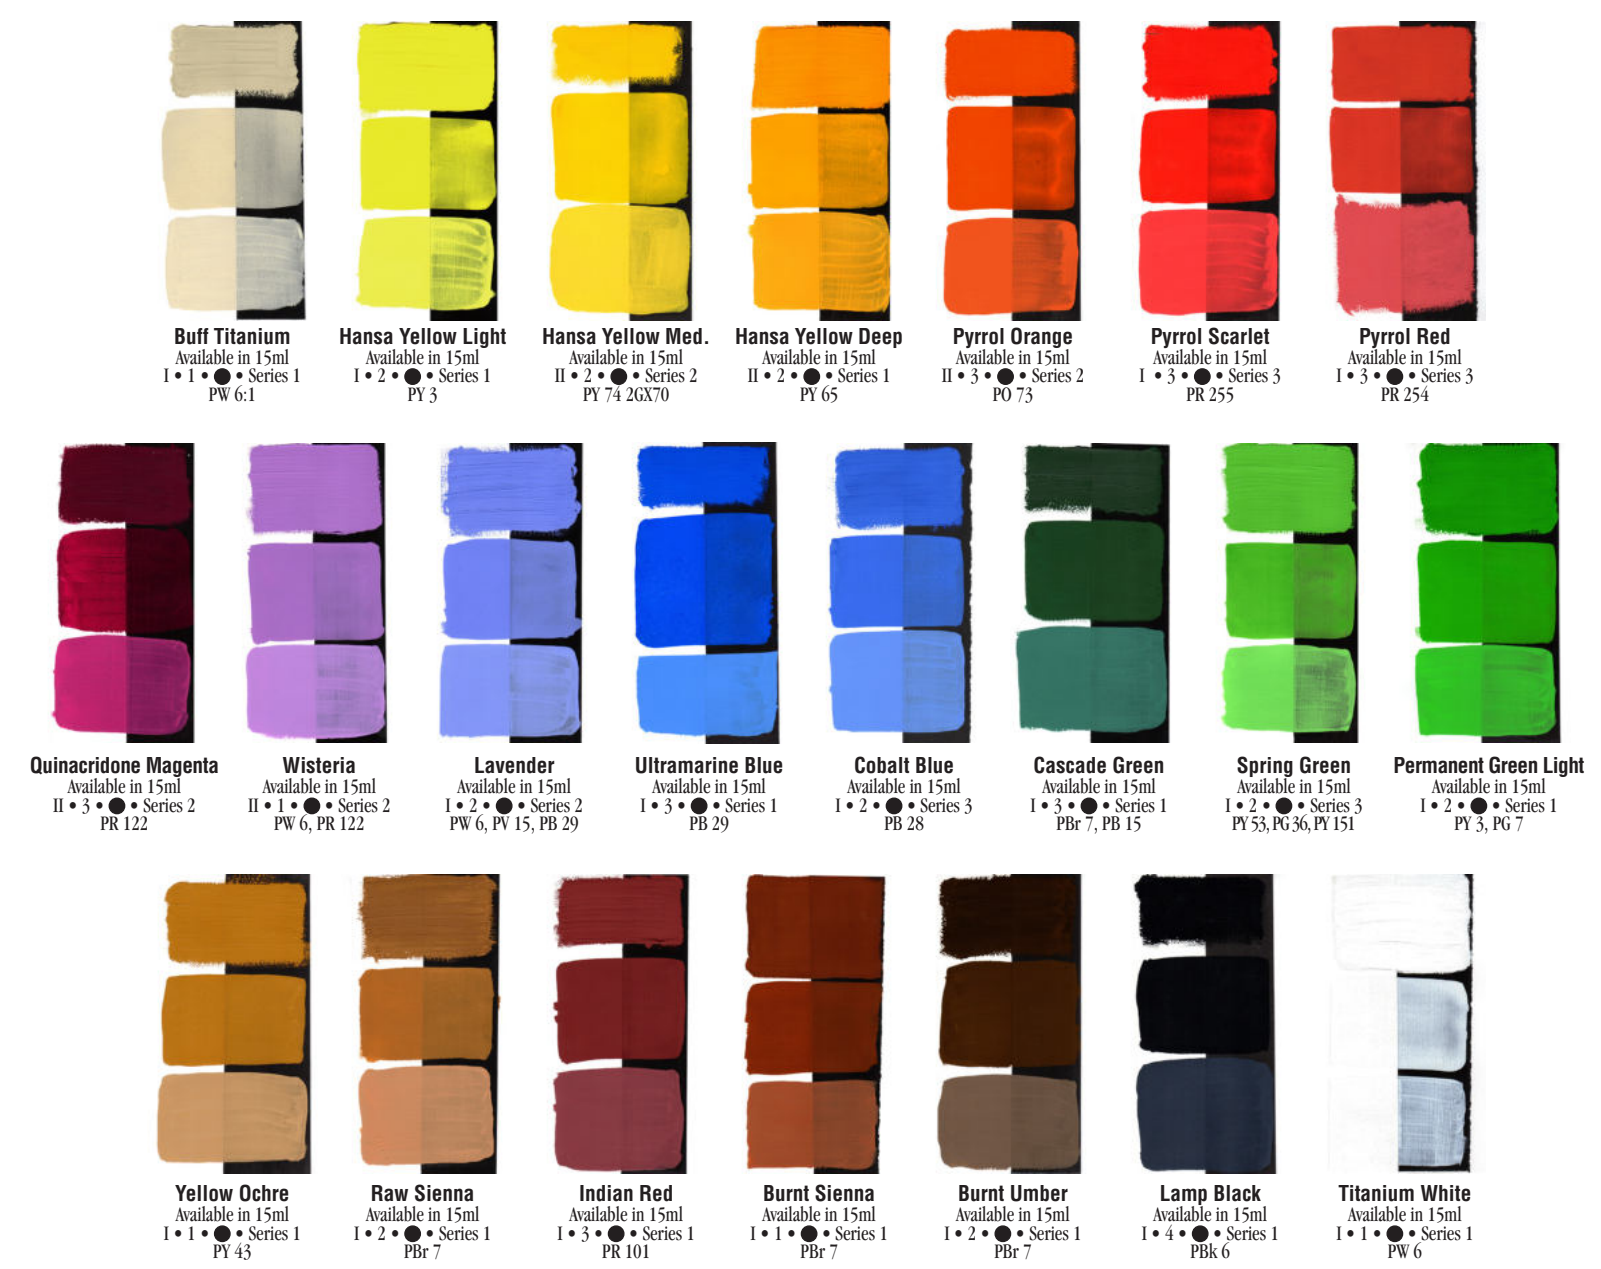 Buff Titanium
Available in 15ml
I • 1 • ● • Series 1
PW 6:1
Hansa Yellow Light
Available in 15ml
I • 2 • ● • Series 1
PY 3
Hansa Yellow Med.
Available in 15ml
II • 2 • ● • Series 2
PY 74 2GX70
Hansa Yellow Deep
Available in 15ml
II • 2 • ● • Series 1
PY 65
Pyrrol Orange
Available in 15ml
II • 3 • ● • Series 2
PO 73
Pyrrol Scarlet
Available in 15ml
I • 3 • ● • Series 3
PR 255
Pyrrol Red
Available in 15ml
I • 3 • ● • Series 3
PR 254
Quinacridone Magenta
Available in 15ml
II • 3 • ● • Series 2
PR 122
Wisteria
Available in 15ml
II • 1 • ● • Series 2
PW 6, PR 122
Lavender
Available in 15ml
I • 2 • ● • Series 2
PW 6, PV 15, PB 29
Ultramarine Blue
Available in 15ml
I • 3 • ● • Series 1
PB 29
Cobalt Blue
Available in 15ml
I • 2 • ● • Series 3
PB 28
Cascade Green
Available in 15ml
I • 3 • ● • Series 1
PBr 7, PB 15
Spring Green
Available in 15ml
I • 2 • ● • Series 3
PY 53, PG 36, PY 151
Permanent Green Light
Available in 15ml
I • 2 • ● • Series 1
PY 3, PG 7
Yellow Ochre
Available in 15ml
I • 1 • ● • Series 1
PY 43
Raw Sienna
Available in 15ml
I • 2 • ● • Series 1
PBr 7
Indian Red
Available in 15ml
I • 3 • ● • Series 1
PR 101
Burnt Sienna
Available in 15ml
I • 1 • ● • Series 1
PBr 7
Burnt Umber
Available in 15ml
I • 2 • ● • Series 1
PBr 7
Lamp Black
Available in 15ml
I • 4 • ● • Series 1
PBk 6
Titanium White
Available in 15ml
I • 1 • ● • Series 1
PW 6